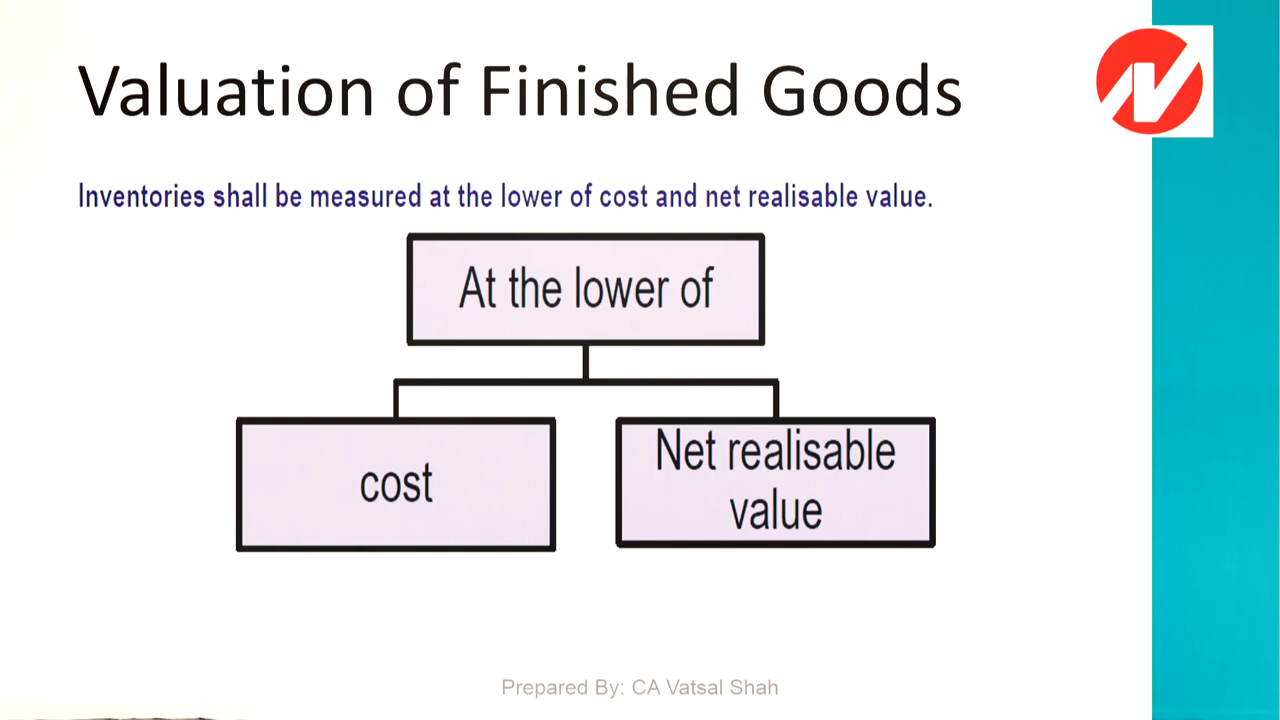 Valuation of Finished Goods
Inventories shall be measured at the lower of cost and net realisable value.
At the lower of
cost
Net realisable
value
Prepared By: CA Vatsal Shah